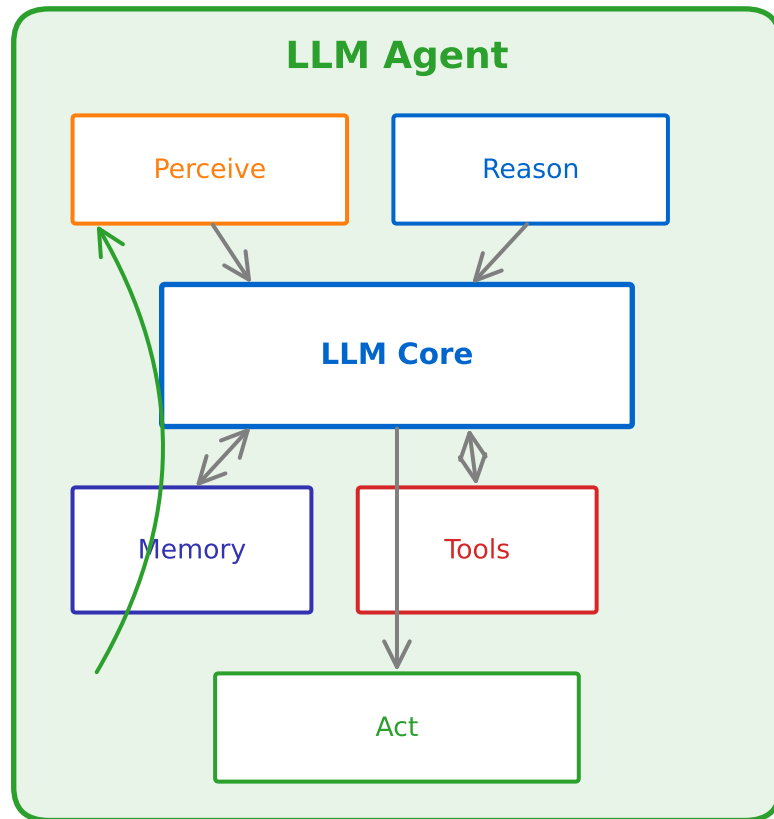 LLM Agent
Perceive
Reason
LLM Core
Memory
Tools
Act